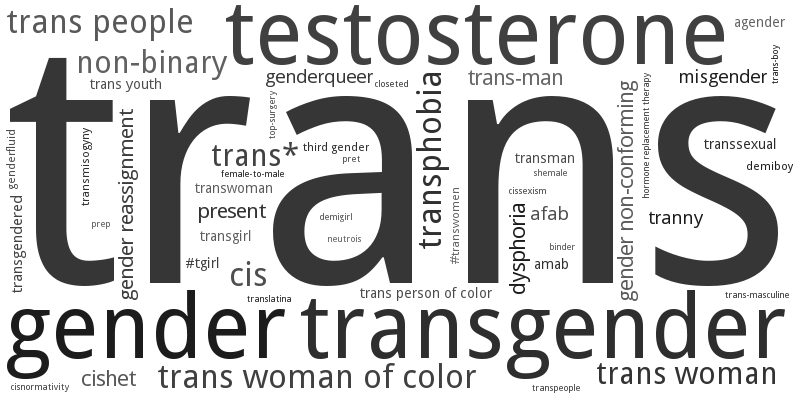 trans people
testosterone
agender
non-binary
genderqueer
closeted
trans-man
misgender
trans-boy
trans youth
trans
genderfluid
transmisogyny
gender reassignment
top-surgery
trans*
third gender
pret
female-to-male
transphobia
transman
shemale
gender non-conforming
hormone replacement therapy
transsexual
demiboy
transwoman
cissexism
transgendered
prep
present
demigirl
#transwomen
dysphoria
afab
tranny
transgirl
neutrois
binder
#tgirl
cis
amab
translatina
trans person of color
trans-masculine
gender
transgender
cisnormativity
cishet
trans woman of color
transpeople
trans woman